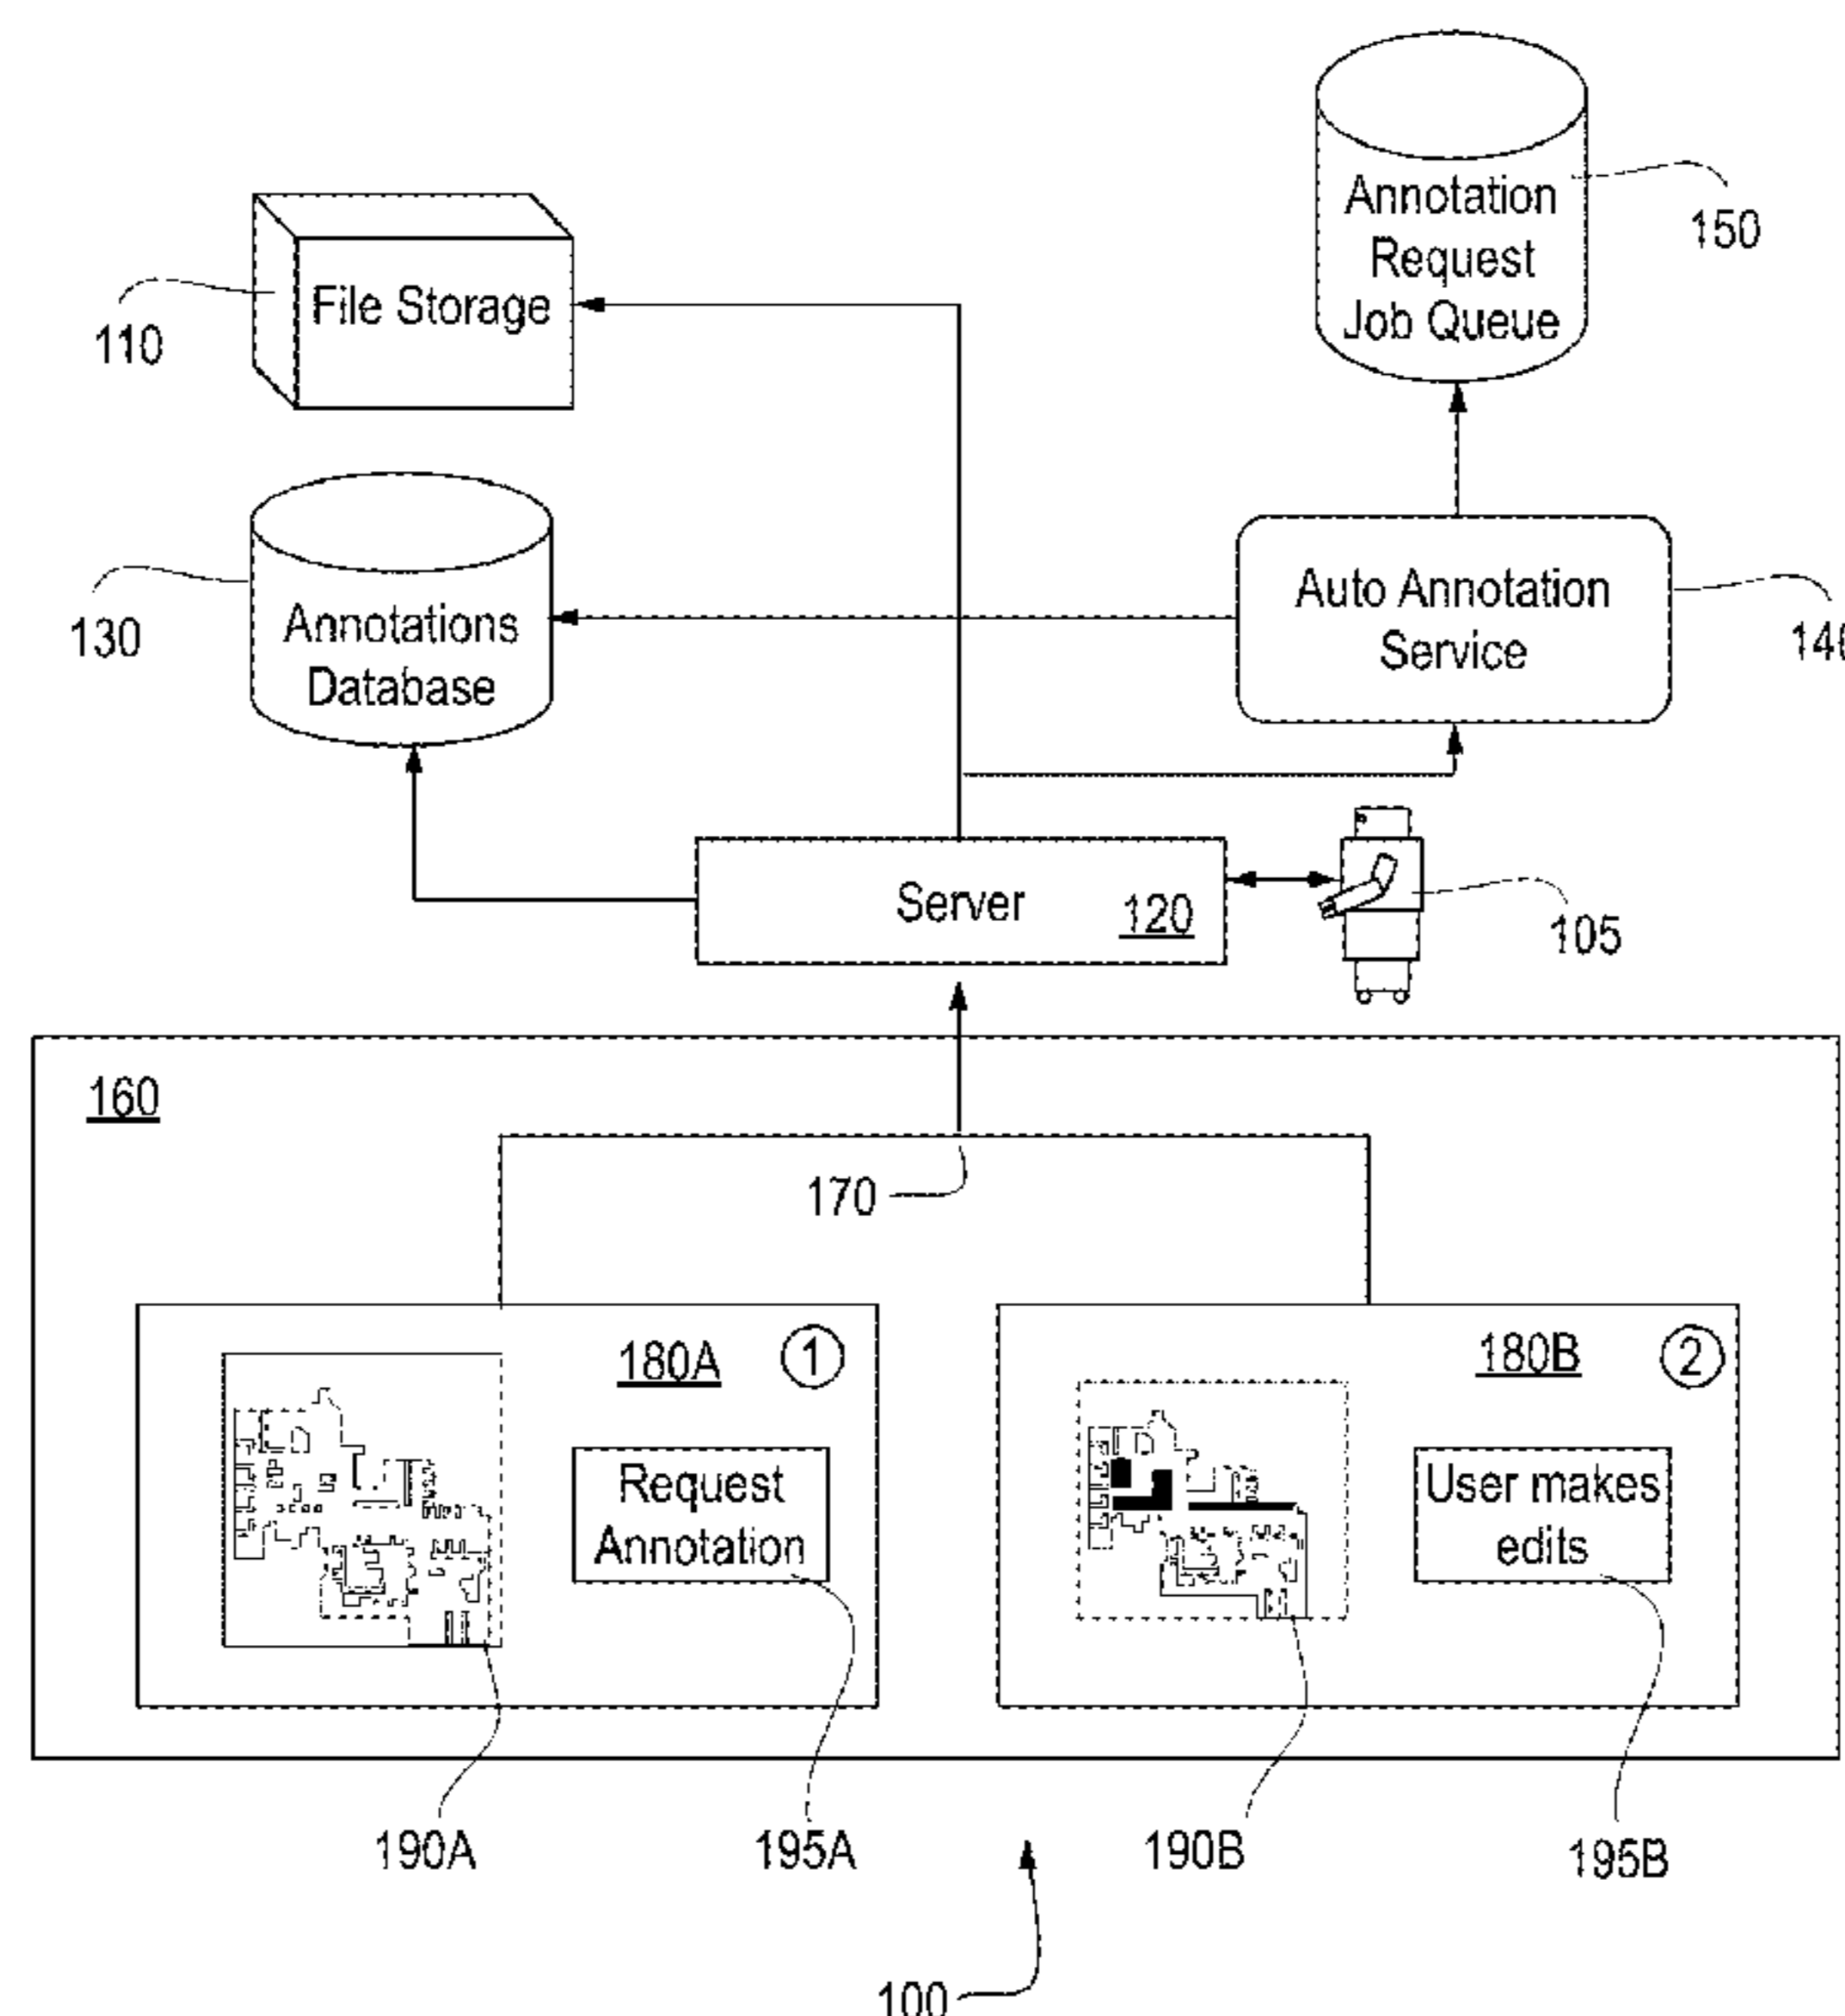 Annotation
Request
Job Queue
150
File Storage
110
Annotations
Database
130
Auto Annotation
Service
140
Server
120
105
160
170
180A
1
Request
Annotation
180B
2
User makes
edits
190A
195A
190B
195B
100